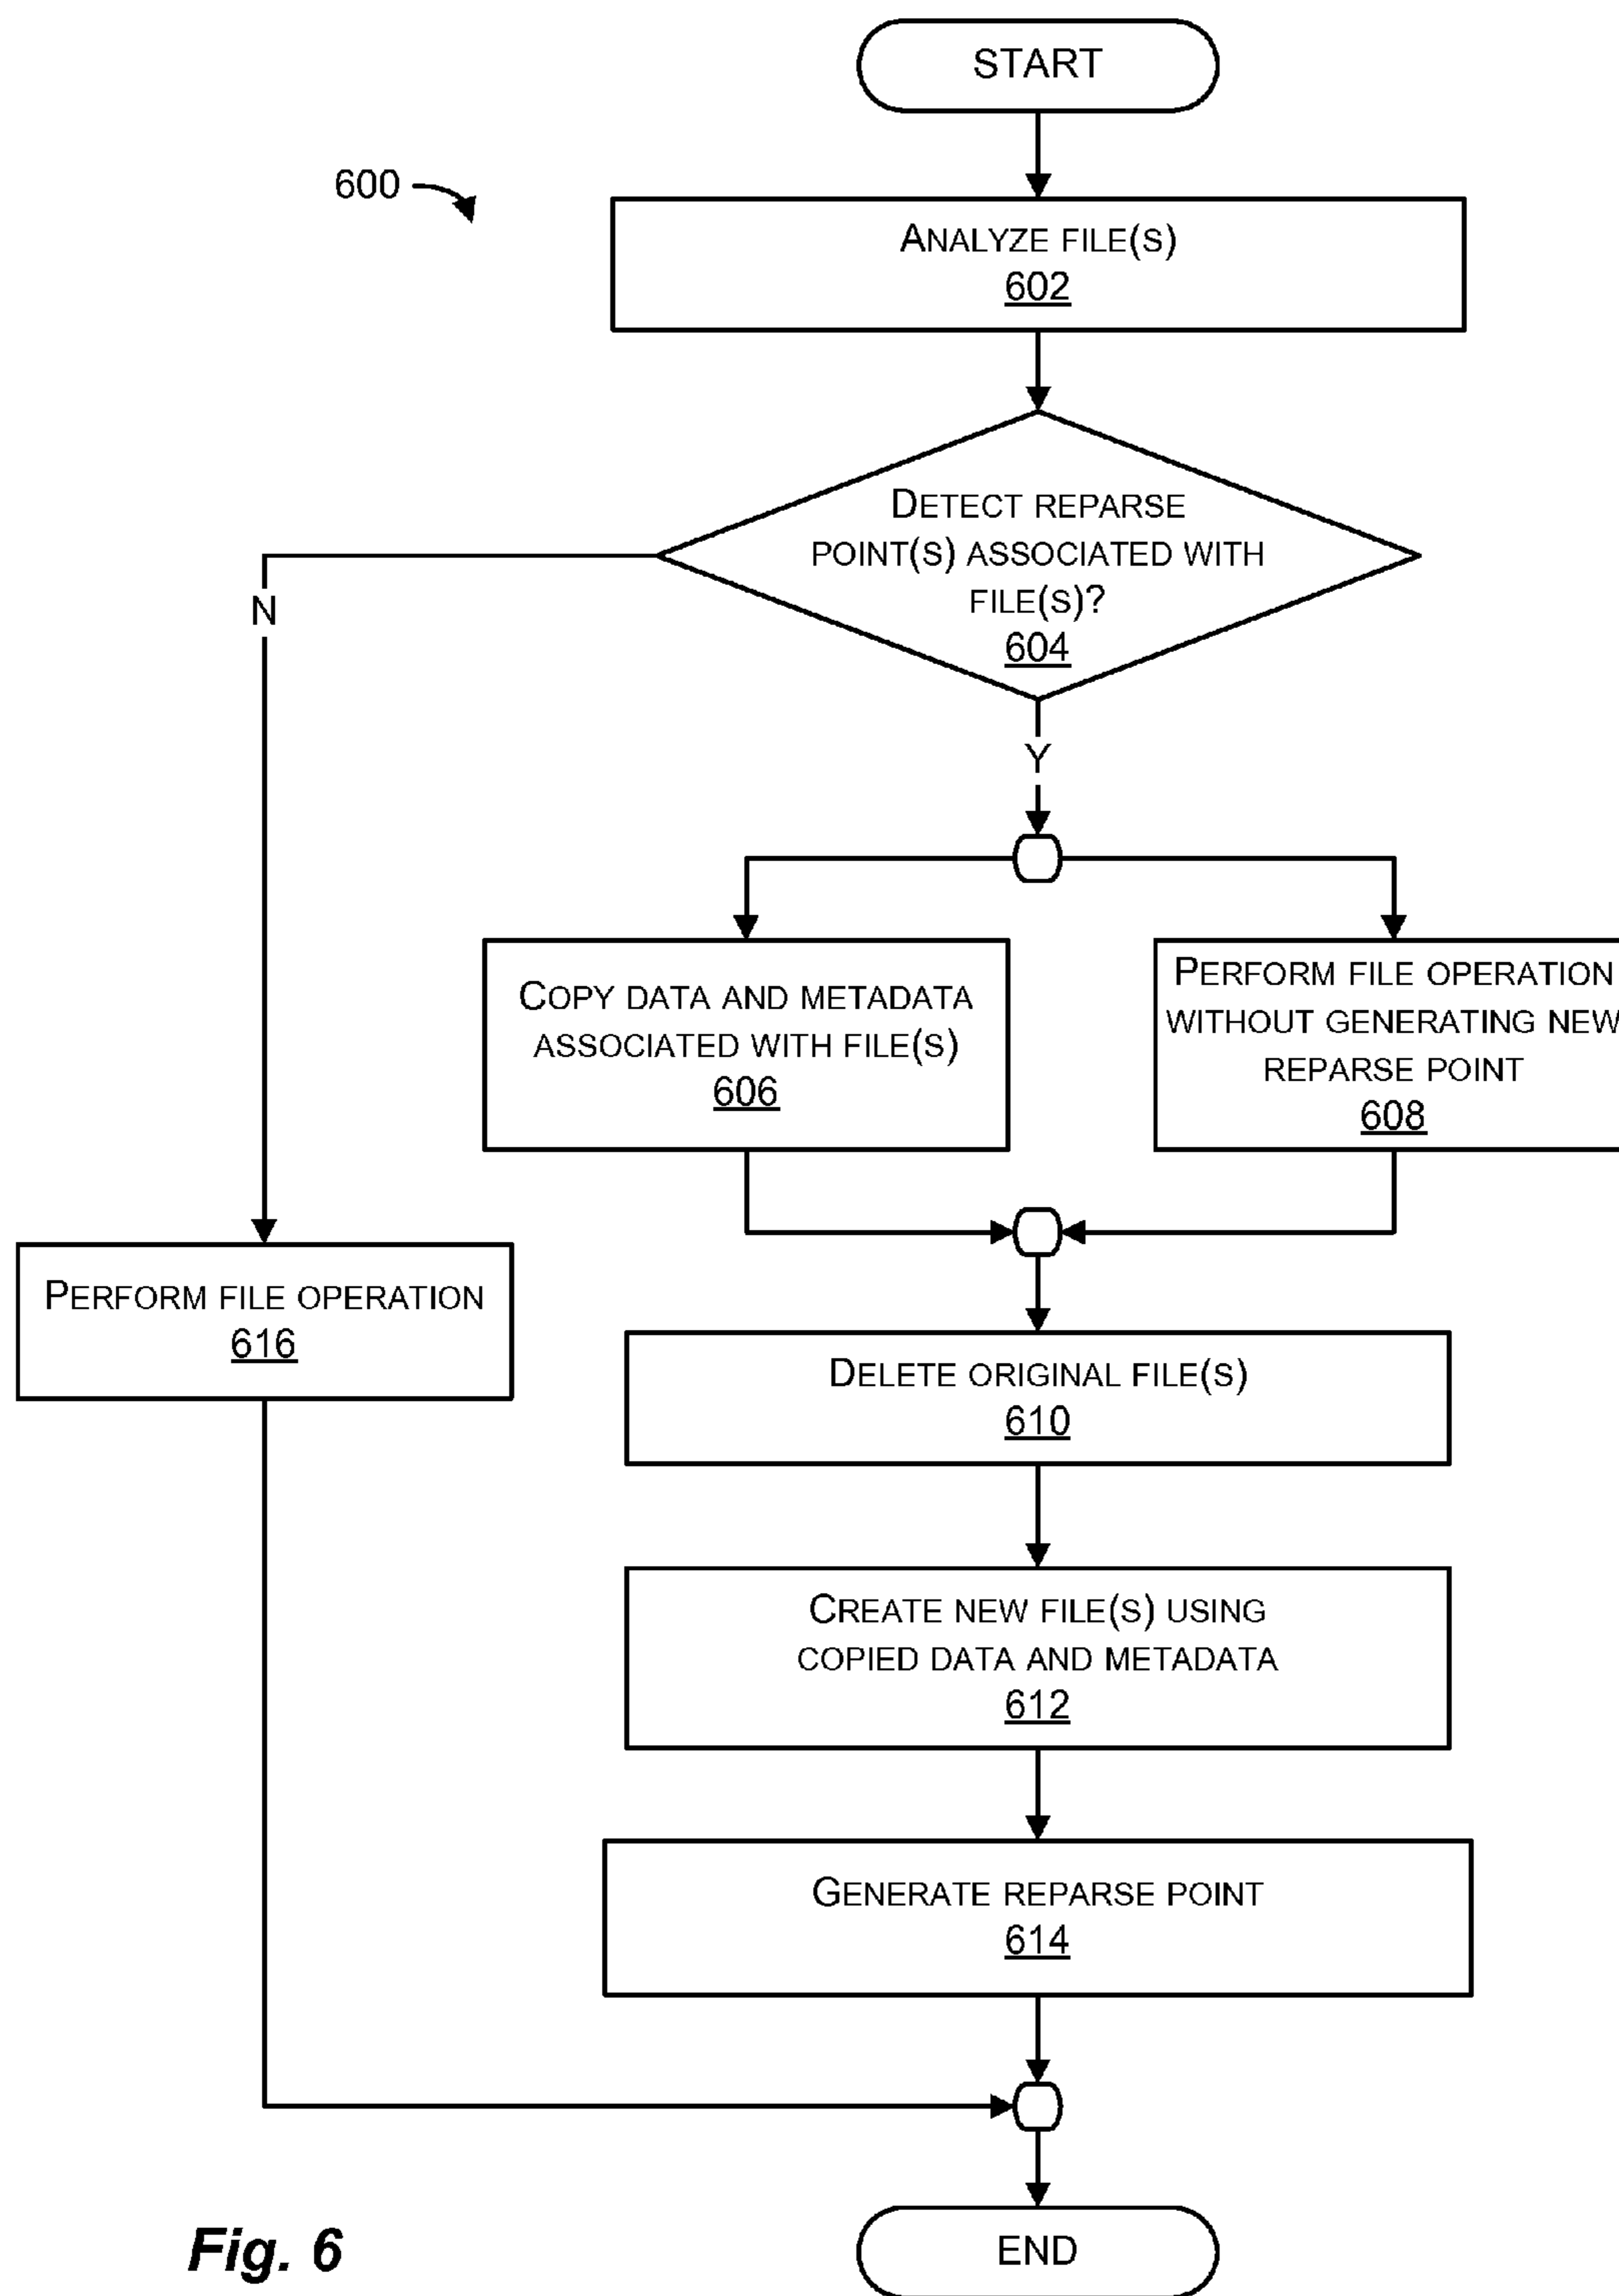 START
600
ANALYZE FILE(S)
602
DETECT REPARSE
POINT(S) ASSOCIATED WITH
FILE(S)?
604
N
Y
COPY DATA AND METADATA
ASSOCIATED WITH FILE(S)
606
PERFORM FILE OPERATION
WITHOUT GENERATING NEW
REPARSE POINT
608
PERFORM FILE OPERATION
616
DELETE ORIGINAL FILE(S)
610
CREATE NEW FILE(S) USING
COPIED DATA AND METADATA
612
GENERATE REPARSE POINT
614
END
Fig. 6